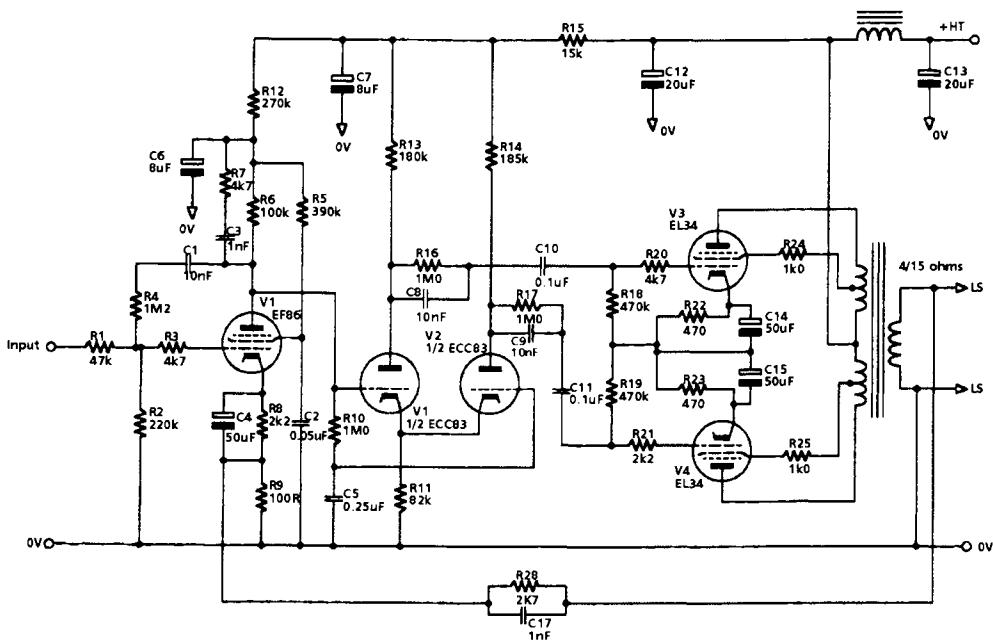 R15
15k
+HT
C7
8uF
C12
20uF
C13
20uF
R12
270k
0V
0V
0V
R13
180k
R14
185k
C6
8uF
R7
4k7
R6
100k
R5
390k
0V
V3
EL34
C3
1nF
C1
10nF
R16
1M0
C10
0.1uF
R20
4k7
R24
1k0
4/15 ohms
C8
10nF
R17
1M0
R4
1M2
V1
EF86
R18
470k
R22
470
C14
50uF
LS
V2
1/2 ECC83
C9
10nF
R1
47k
R3
4k7
Input
R23
470
C15
50uF
C11
0.1uF
R19
470k
LS
V1
1/2 ECC83
R2
220k
C4
50uF
R8
2k2
C2
0.05uF
R10
1M0
R21
2k2
R25
1k0
V4
EL34
R9
100R
C5
0.25uF
R11
82k
0V
0V
R28
2K7
C17
1nF